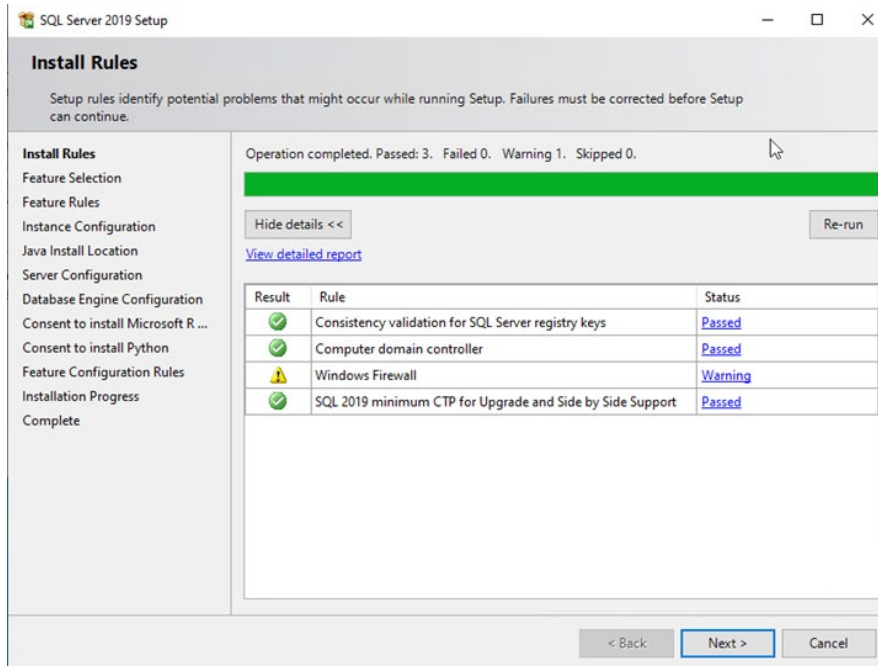 SQL Server 2019 Setup
Install Rules
Setup rules identify potential problems that might occur while running Setup. Failures must be corrected before Setup
can continue.
Install Rules
Feature Selection
Feature Rules
Instance Configuration
Java Install Location
Server Configuration
Database Engine Configuration
Consent to install Microsoft R ...
Consent to install Python
Feature Configuration Rules
Installation Progress
Complete
Operation completed. Passed: 3. Failed 0. Warning 1. Skipped 0.
Hide details << Re-run
View detailed report
Result Rule Status
Consistency validation for SQL Server registry keys Passed
Computer domain controller Passed
Windows Firewall Warning
SQL 2019 minimum CTP for Upgrade and Side by Side Support Passed
< Back Next > Cancel